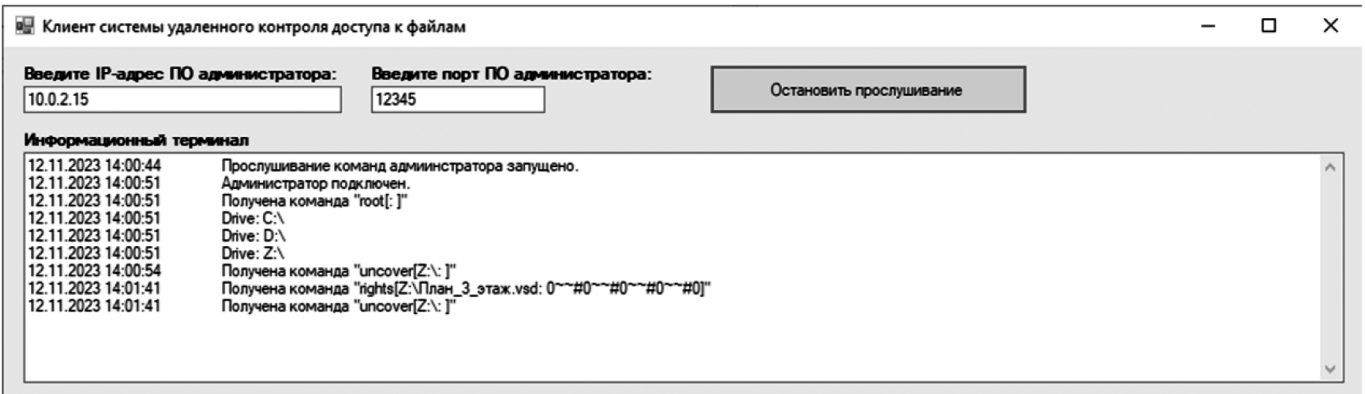 Клиент системы удаленного контроля доступа к файлам
Введите IP-адрес ПО администратора: Введите порт ПО администратора:
10.0.2.15 12345 Остановить прослушивание
Информационный терминал
12.11.2023 14:00:44 Прослушивание команд адмиинстратора запущено.
12.11.2023 14:00:51 Администратор подключен.
12.11.2023 14:00:51 Получена команда "root[: ]"
12.11.2023 14:00:51 Drive: C:\
12.11.2023 14:00:51 Drive: D:\
12.11.2023 14:00:51 Drive: Z:\
12.11.2023 14:00:54 Получена команда "uncover[Z:\: ]"
12.11.2023 14:01:41 Получена команда "rights[Z:\План_3_этаж.vsd: 0~~#0~~#0~~#0~~#0]"
12.11.2023 14:01:41 Получена команда "uncover[Z:\: ]"